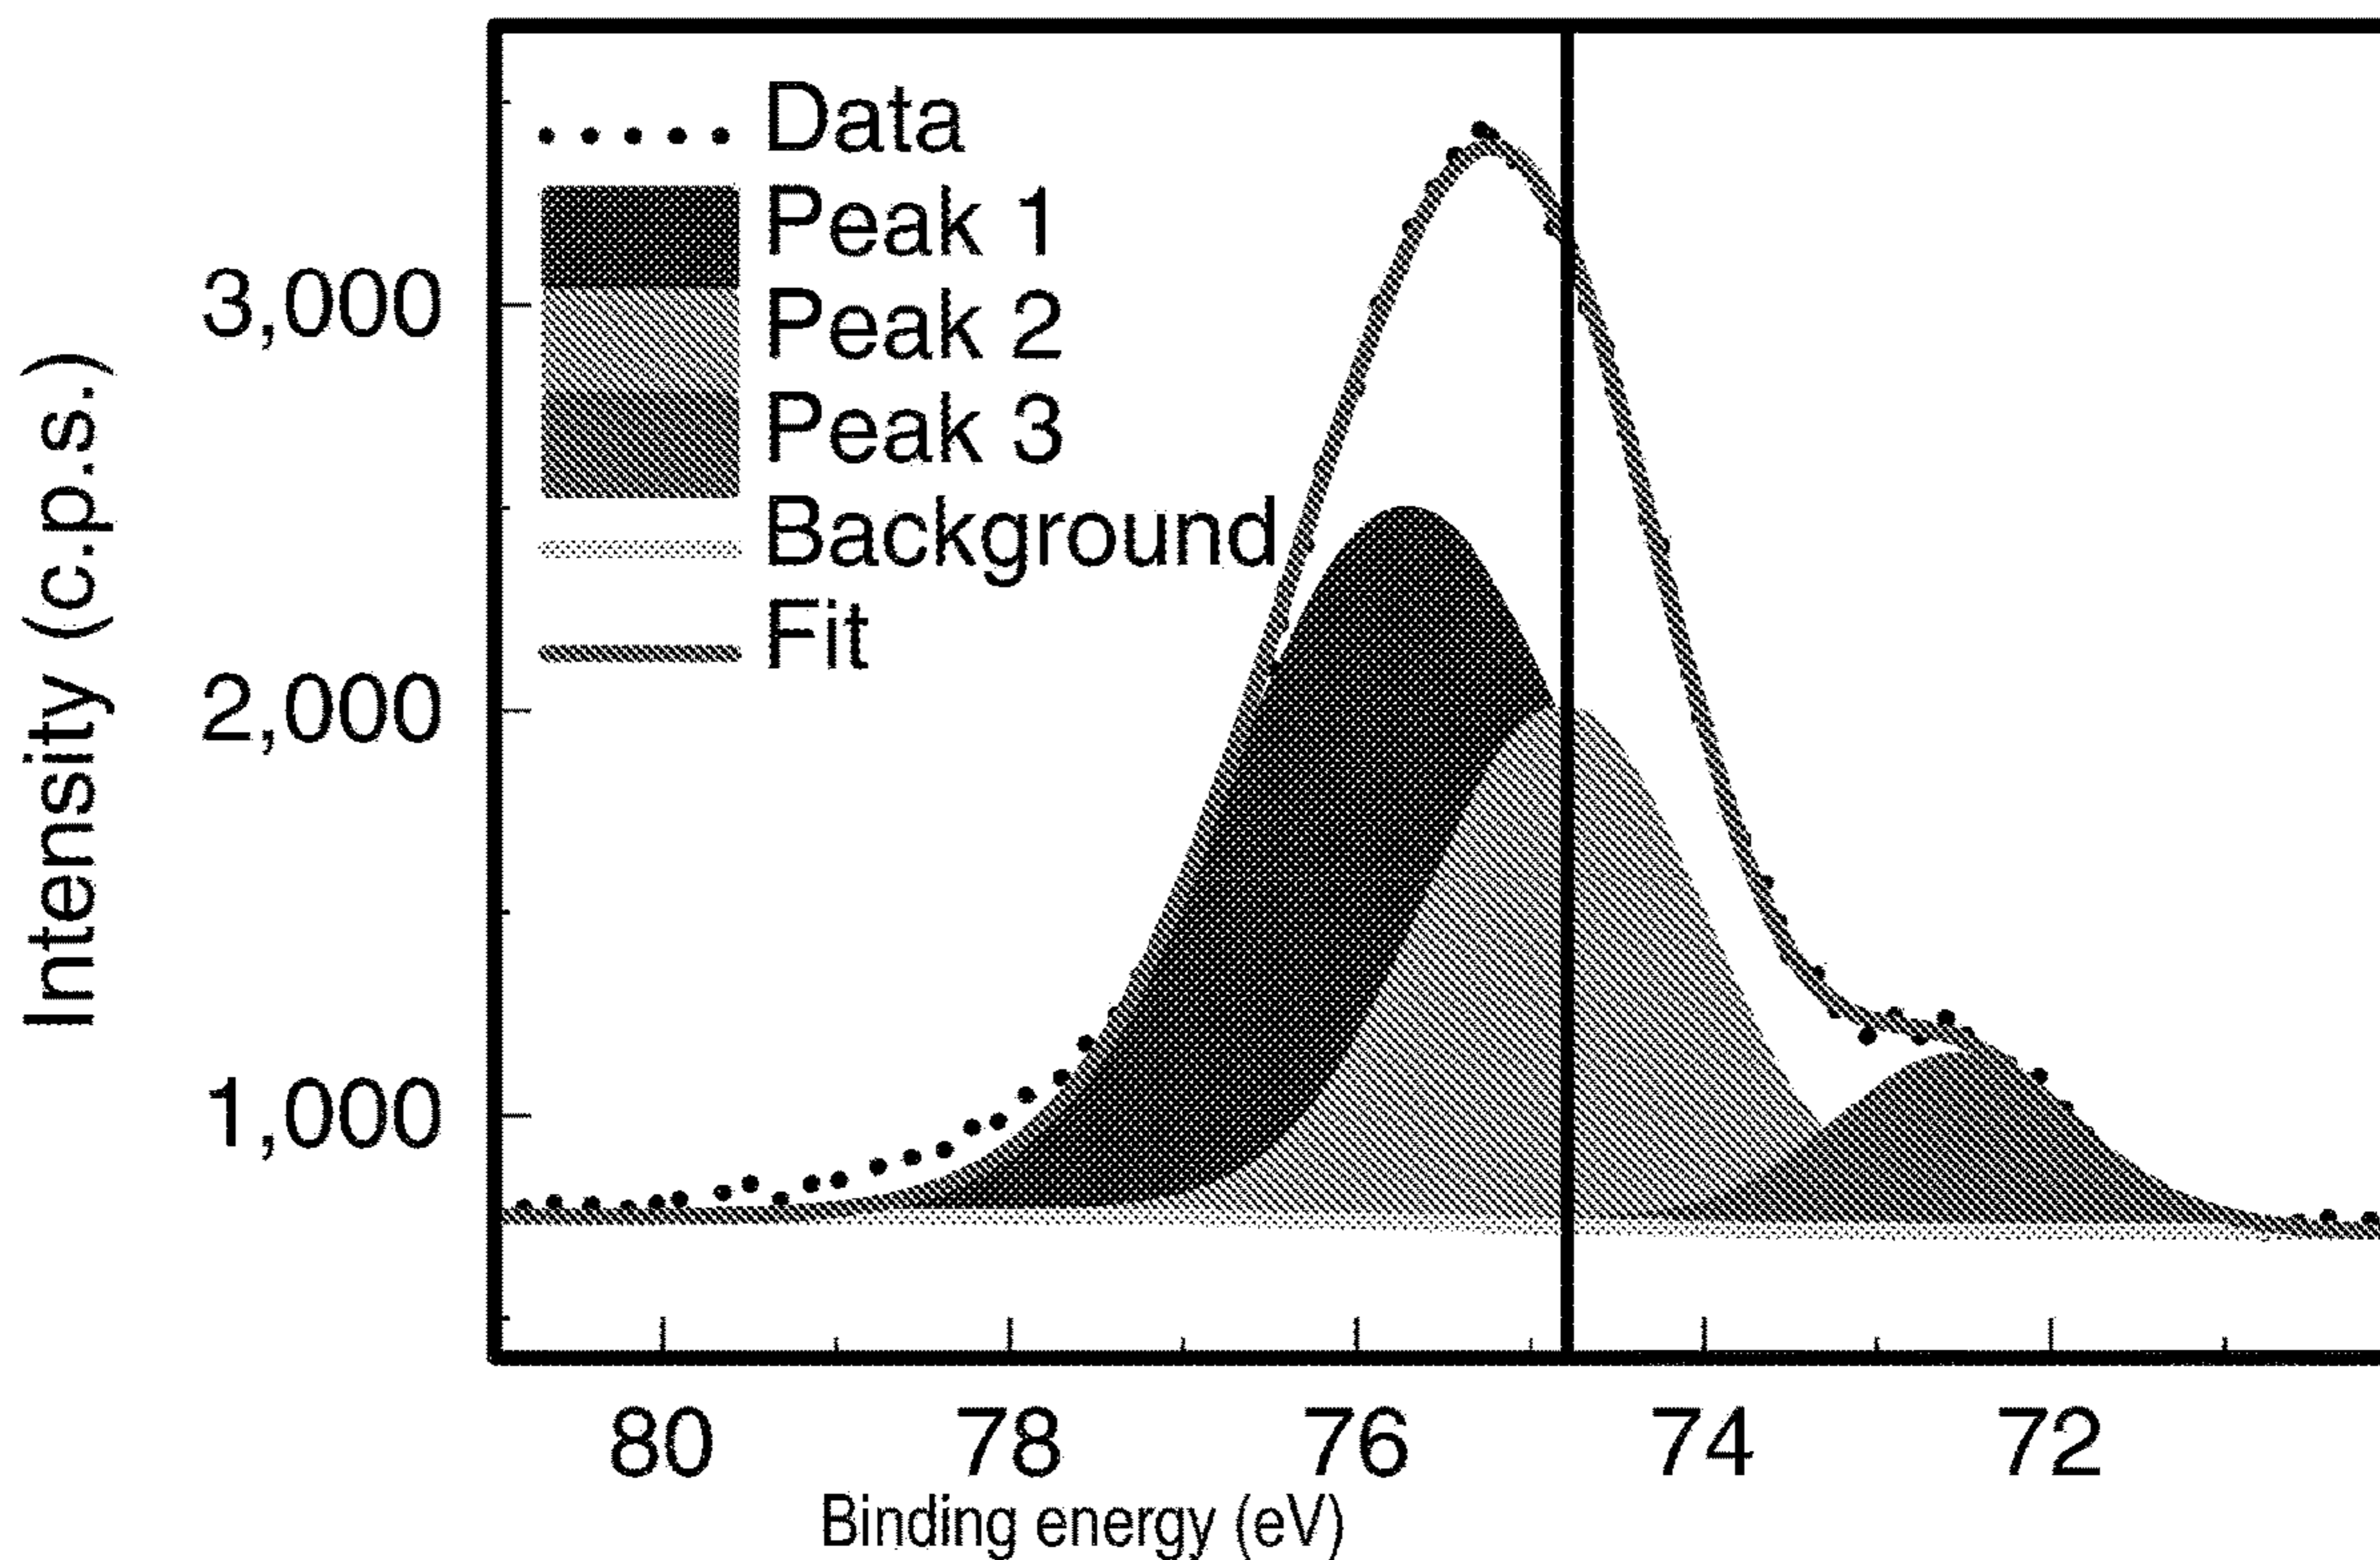 Data
Peak 1
Peak 2
Peak 3
Background
Fit
Intensity (c.p.s.)
3,000
2,000
1,000
80 78 76 74 72
Binding energy (eV)